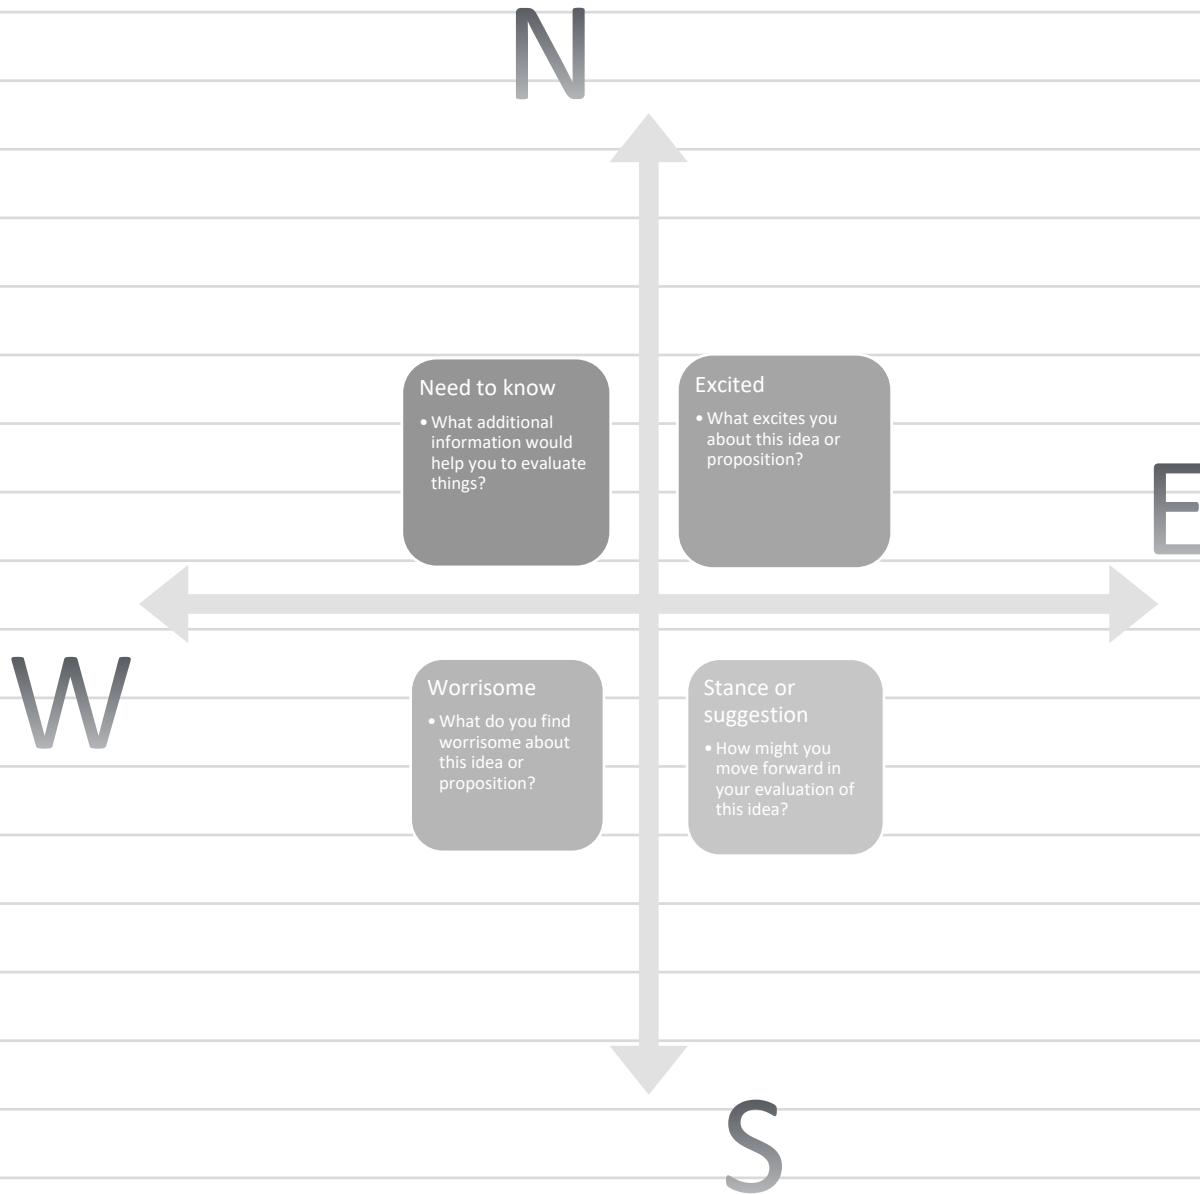 N
Need to know
• What additional
information would
help you to evaluate
things?
Excited
• What excites you
about this idea or
proposition?
E
W
Worrisome
• What do you find
worrisome about
this idea or
proposition?
Stance or
suggestion
• How might you
move forward in
your evaluation of
this idea?
S